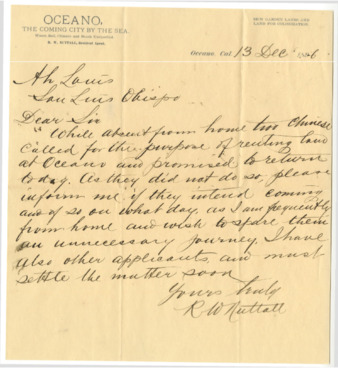 OCEANO,
THE COMING CITY BY THE SEA.
R. W. NUTTALL,
RICH GARDEN LANDS AND
LAND FOR COLONIZATION.
Oceano, Cal 13 Dec
Ah Louis
San Luis Obispo
Dear Sir
While absent from home two Chinese
called for the purpose of renting land
at Oceano and promised to return
today. As they did not do so, please
inform me if they intend coming
and if so, on what day, as I am frequently
from home and wish to spare them
an unnecessary journey. I have
also other applicants and must
settle the matter soon
Yours truly
R W Nuttall